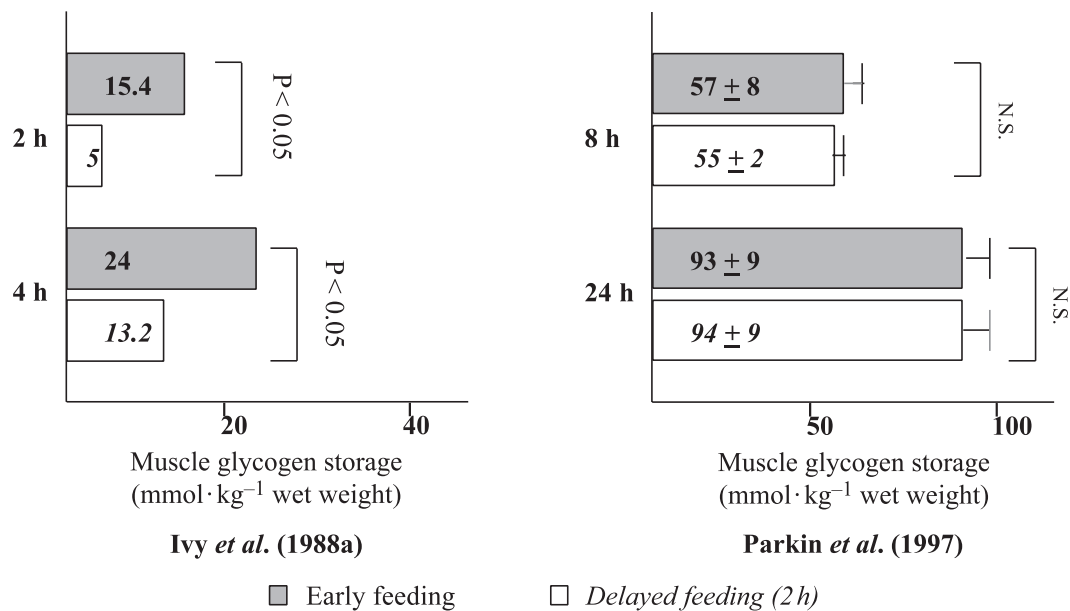 15.4
2 h
5
P < 0.05
24
4 h
13.2
P < 0.05
20 40
Muscle glycogen storage
(mmol·kg⁻¹ wet weight)
Ivy et al. (1988a)
57 ± 8
8 h
55 ± 2
N.S.
93 ± 9
24 h
94 ± 9
N.S.
50 100
Muscle glycogen storage
(mmol·kg⁻¹ wet weight)
Parkin et al. (1997)
Early feeding Delayed feeding (2 h)